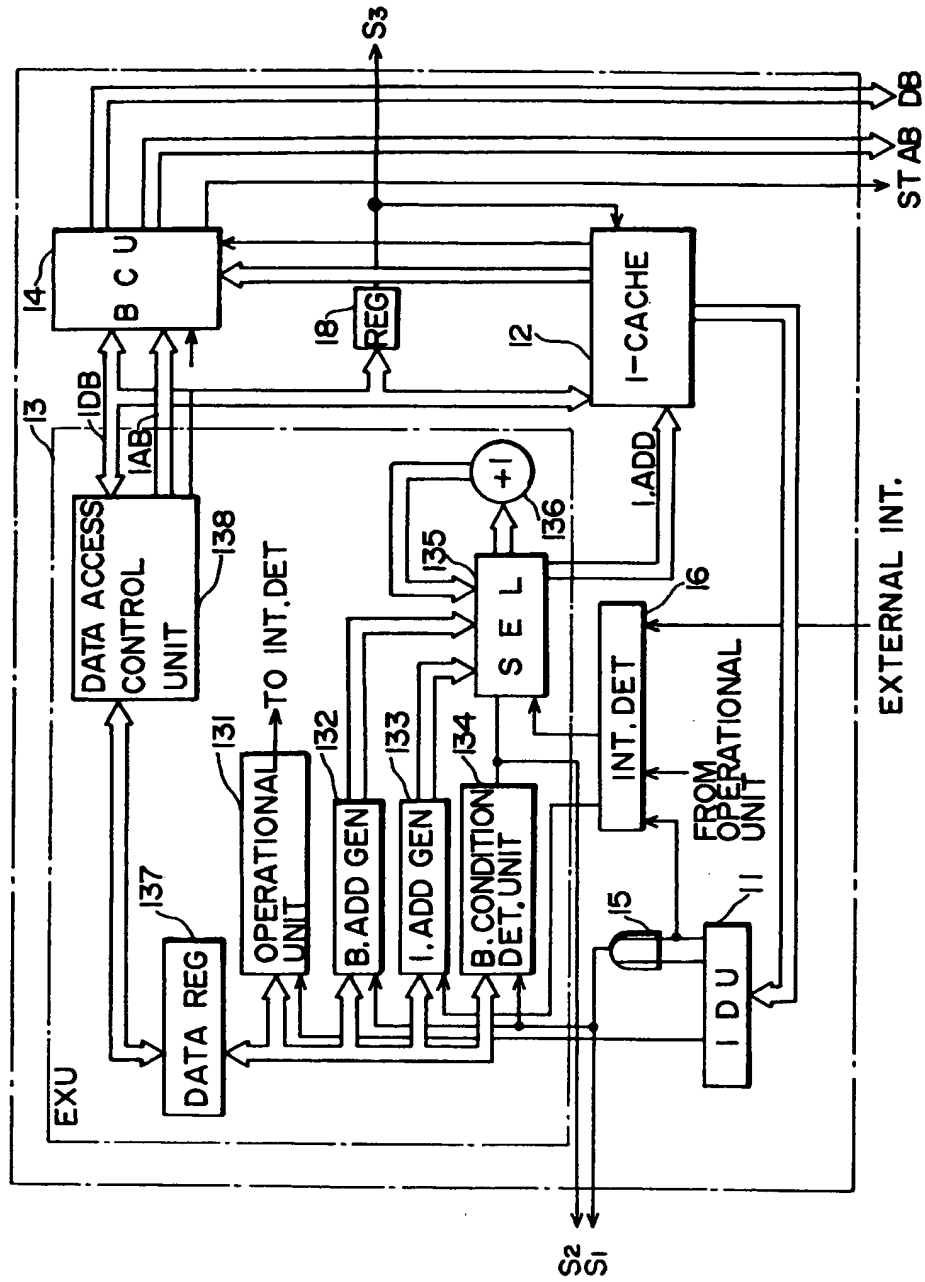 EXU
13
137
DATA REG
DATA ACCESS
CONTROL
UNIT
138
1DB
1AB
14
B C U
131
OPERATIONAL
UNIT
TO INT.DET
132
B.ADD GEN
133
I.ADD GEN
134
B.CONDITION
DET.UNIT
135
S E L
+1
136
18
REG
S3
12
I-CACHE
I.ADD
16
INT. DET
FROM
OPERATIONAL
UNIT
15
11
I D U
S2
S1
EXTERNAL INT.
ST
AB
DB